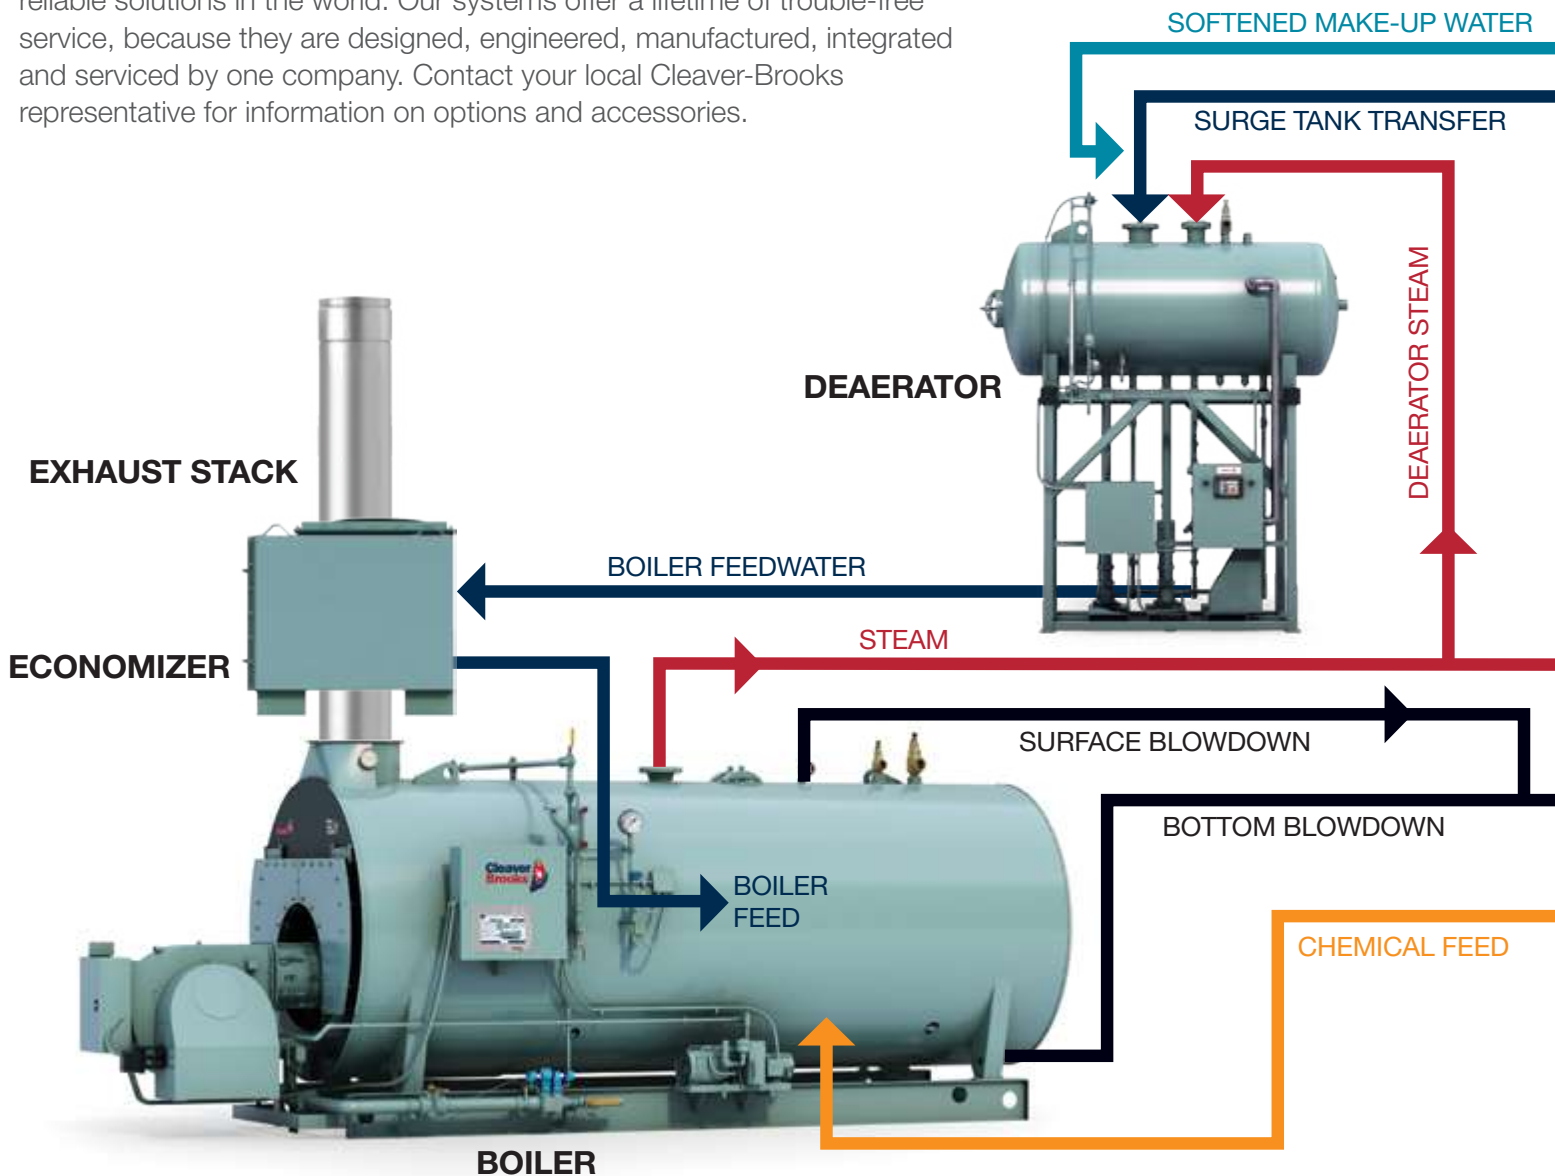 reliable solutions in the world. Our systems offer a lifetime of trouble-free
service, because they are designed, engineered, manufactured, integrated
and serviced by one company. Contact your local Cleaver-Brooks
representative for information on options and accessories.
SOFTENED MAKE-UP WATER
SURGE TANK TRANSFER
DEAERATOR STEAM
DEAERATOR
EXHAUST STACK
BOILER FEEDWATER
STEAM
ECONOMIZER
SURFACE BLOWDOWN
BOTTOM BLOWDOWN
Cleaver
Brooks
BOILER
FEED
CHEMICAL FEED
BOILER